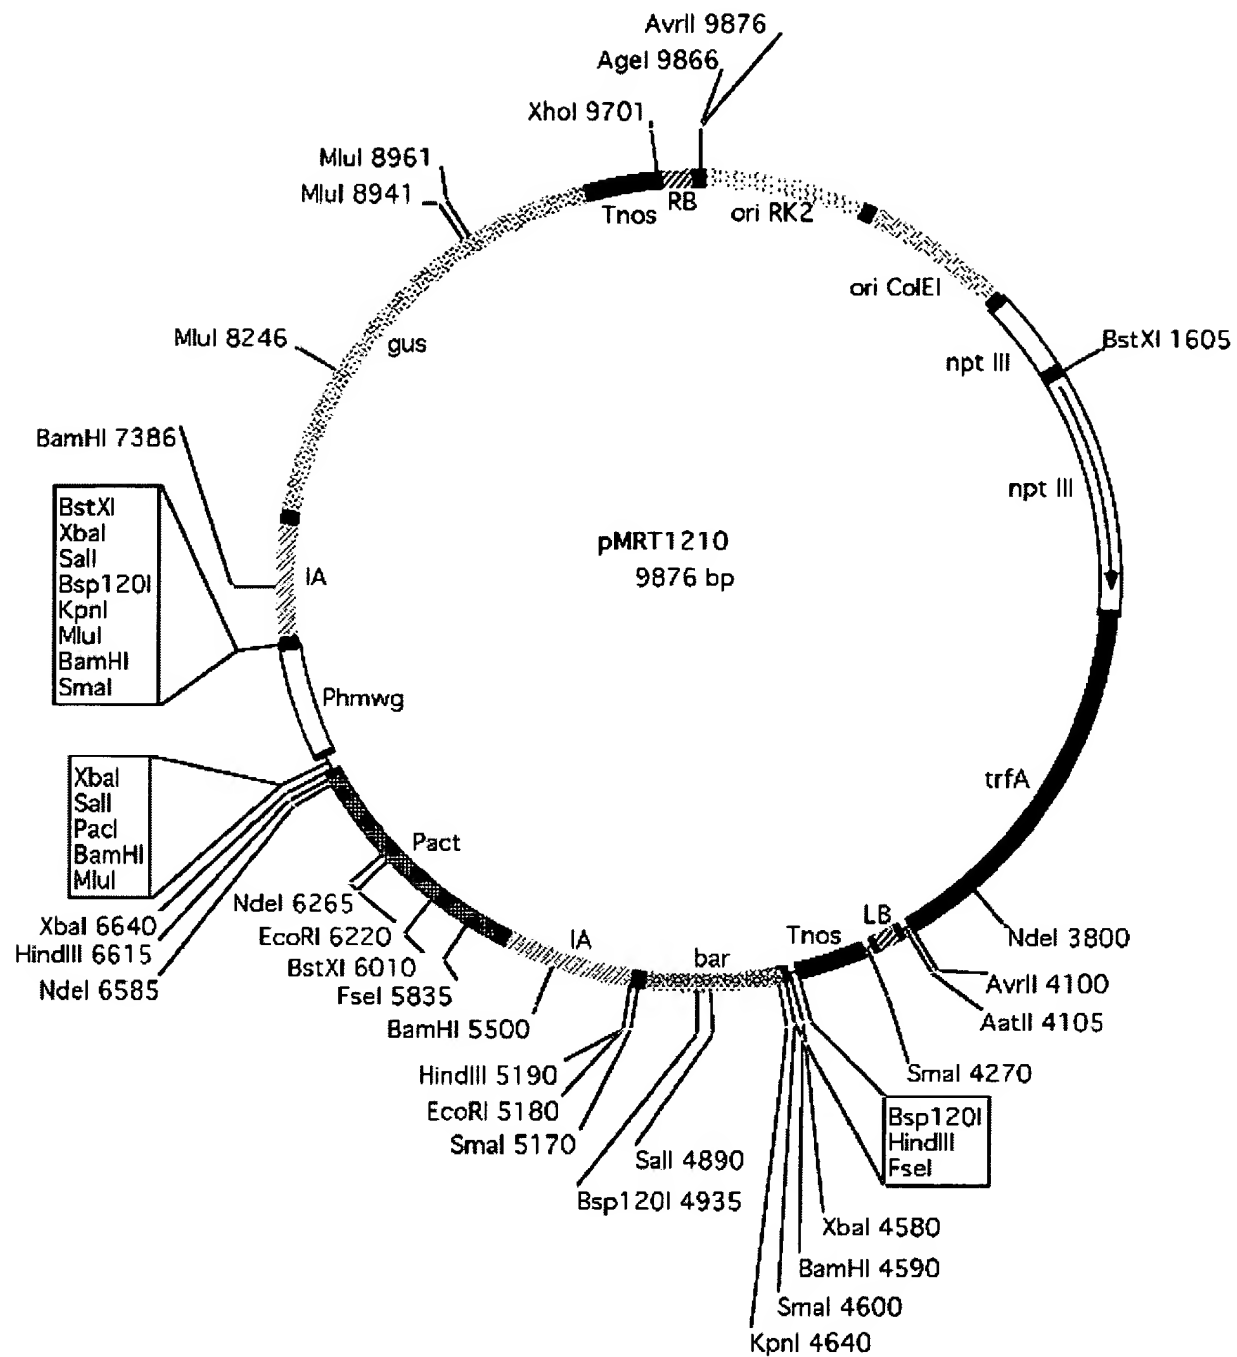 AvrII 9876
AgeI 9866
XhoI 9701
MluI 8961
MluI 8941
Tnos
RB
ori RK2
ori ColEI
MluI 8246
gus
npt III
BstXI 1605
BamHI 7386
npt III
BstXI
XbaI
SalI
Bsp120I
KpnI
MluI
BamHI
SmaI
pMRT1210
9876 bp
IA
Phmwg
XbaI
SalI
PacI
BamHI
MluI
trfA
Pact
XbaI 6640
HindIII 6615
NdeI 6585
NdeI 6265
EcoRI 6220
BstXI 6010
FseI 5835
BamHI 5500
IA
bar
Tnos
LB
NdeI 3800
AvrII 4100
AatII 4105
SmaI 4270
HindIII 5190
EcoRI 5180
SmaI 5170
Bsp120I
HindIII
FseI
SalI 4890
Bsp120I 4935
XbaI 4580
BamHI 4590
SmaI 4600
KpnI 4640